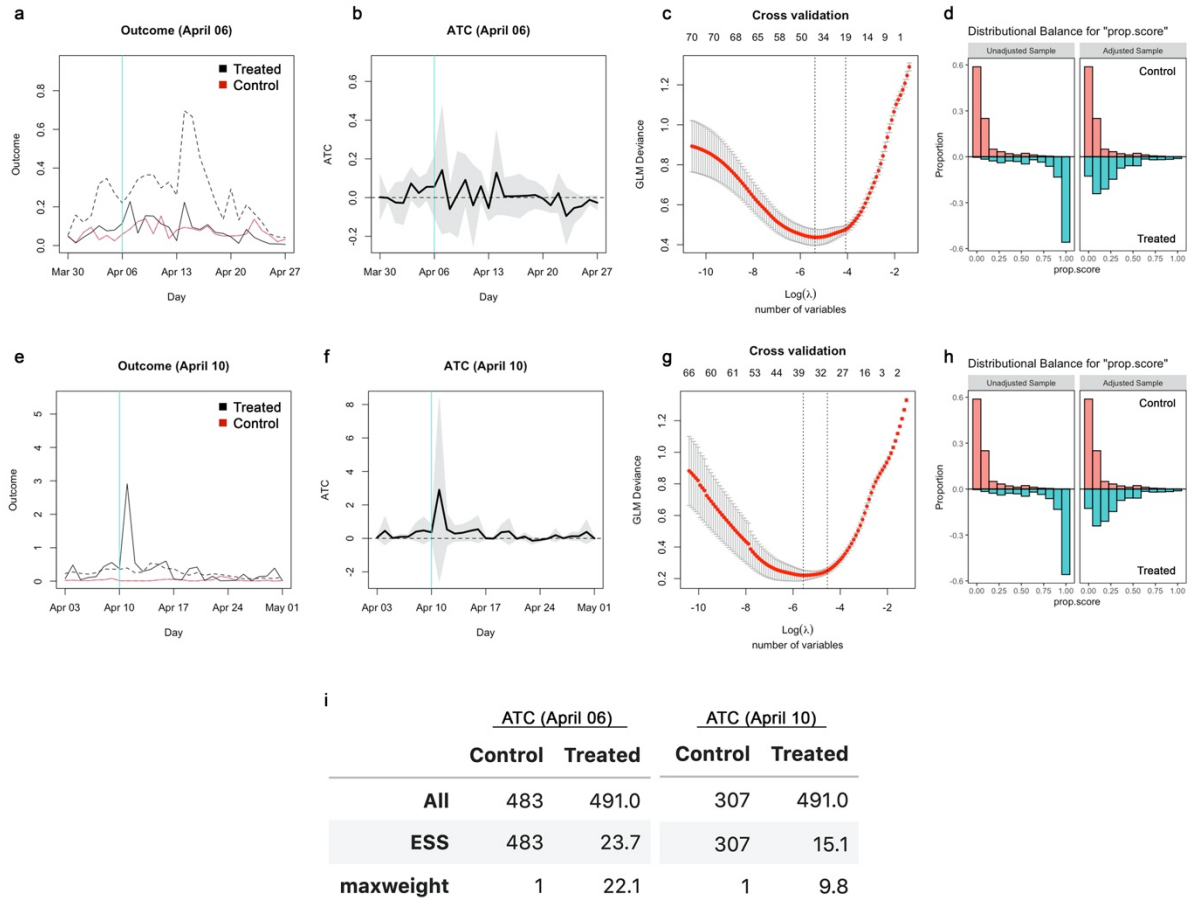 a
Outcome (April 06)
Treated
Control
Outcome
0.8
0.6
0.4
0.2
0.0
Mar 30 Apr 06 Apr 13 Apr 20 Apr 27
Day
b
ATC (April 06)
ATC
0.6
0.4
0.2
0.0
-0.2
Mar 30 Apr 06 Apr 13 Apr 20 Apr 27
Day
c
Cross validation
70 70 68 65 58 50 34 19 14 9 1
GLM Deviance
1.2
1.0
0.8
0.6
0.4
-10 -8 -6 -4 -2
Log(λ)
number of variables
d
Distributional Balance for "prop.score"
Unadjusted Sample Adjusted Sample
Control
Treated
Proportion
0.6
0.3
0.0
-0.3
-0.6
0.00 0.25 0.50 0.75 1.00 0.00 0.25 0.50 0.75 1.00
prop.score
e
Outcome (April 10)
Treated
Control
Outcome
5
4
3
2
1
0
Apr 03 Apr 10 Apr 17 Apr 24 May 01
Day
f
ATC (April 10)
ATC
8
6
4
2
0
-2
Apr 03 Apr 10 Apr 17 Apr 24 May 01
Day
g
Cross validation
66 60 61 53 44 39 32 27 16 3 2
GLM Deviance
1.2
1.0
0.8
0.6
0.4
0.2
-10 -8 -6 -4 -2
Log(λ)
number of variables
h
Distributional Balance for "prop.score"
Unadjusted Sample Adjusted Sample
Control
Treated
Proportion
0.6
0.3
0.0
-0.3
-0.6
0.00 0.25 0.50 0.75 1.00 0.00 0.25 0.50 0.75 1.00
prop.score
i
ATC (April 06) ATC (April 10)
Control Treated Control Treated
All 483 491.0 307 491.0
ESS 483 23.7 307 15.1
maxweight 1 22.1 1 9.8